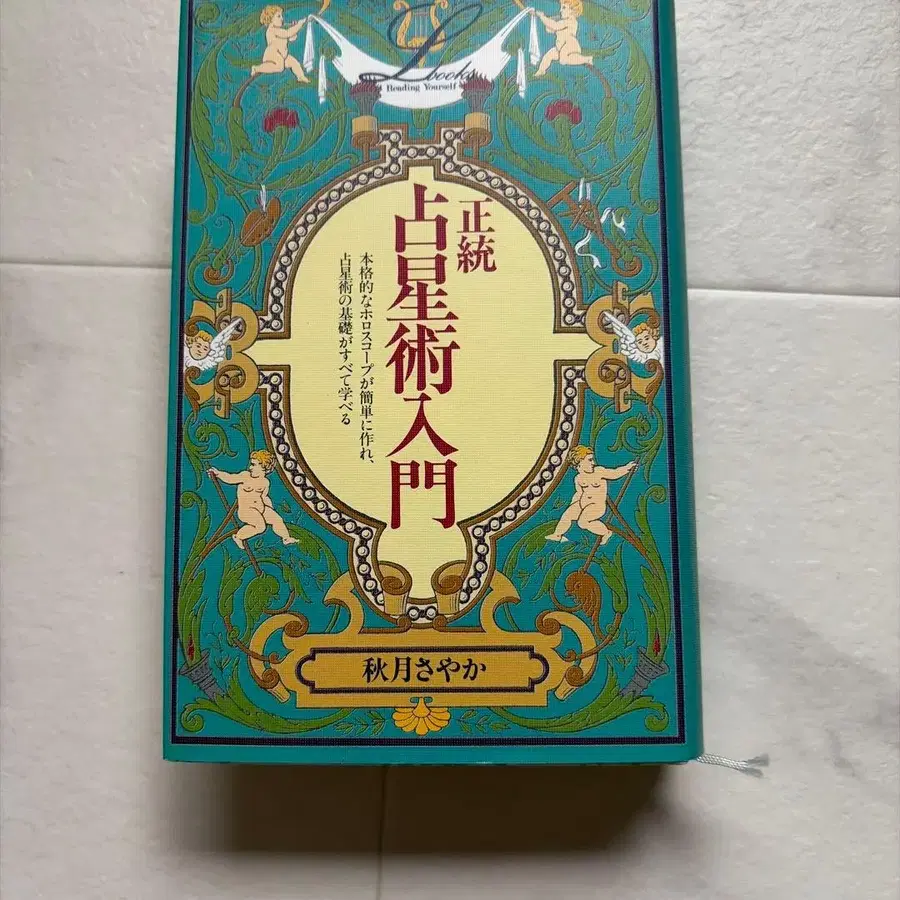 L books
Reading Yourself
正統
占星術入門
本格的なホロスコープが簡単に作れ、
占星術の基礎がすべて学べる
秋月さやか